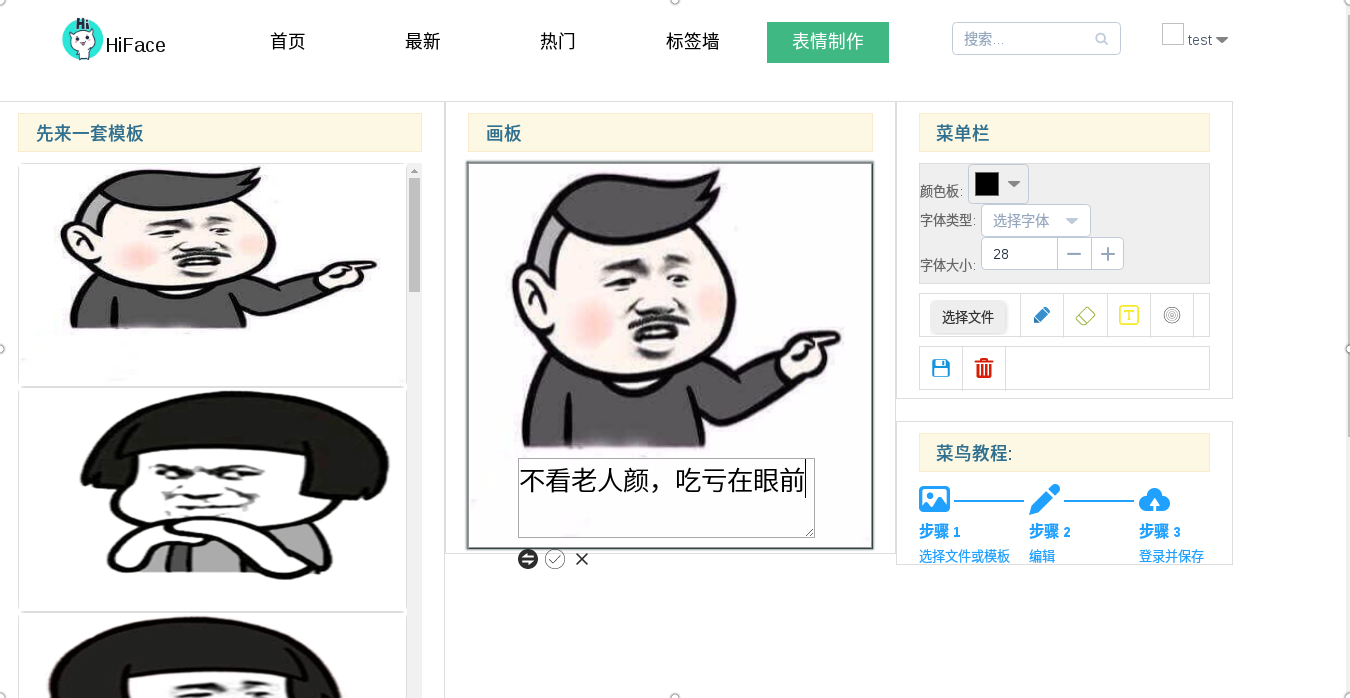 Hi
HiFace
首页
最新
热门
标签墙
表情制作
搜索...
test
先来一套模板
画板
不看老人颜，吃亏在眼前
菜单栏
颜色板:
字体类型: 选择字体
字体大小: 28
选择文件
T
菜鸟教程:
步骤 1
选择文件或模板
步骤 2
编辑
步骤 3
登录并保存